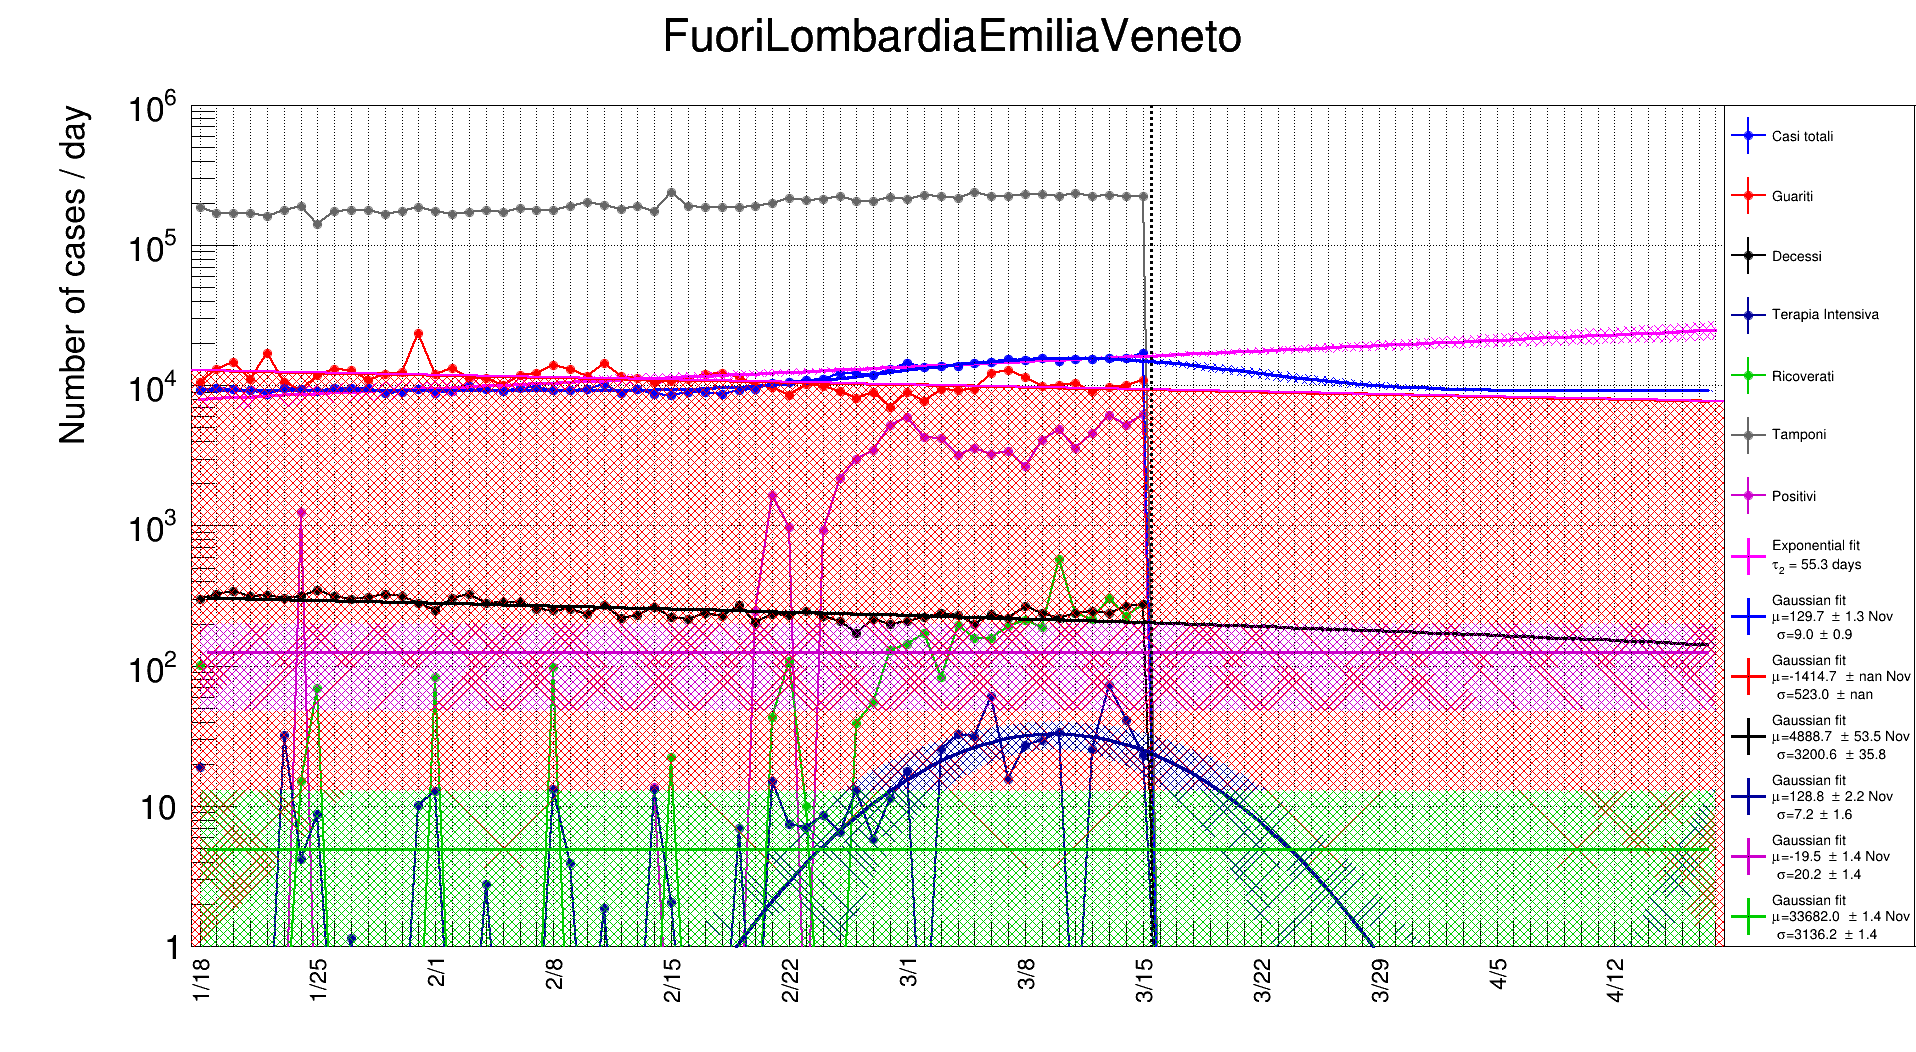 FuoriLombardiaEmiliaVeneto
Number of cases / day
10^6
10^5
10^4
10^3
10^2
10
1
1/18
1/25
2/1
2/8
2/15
2/22
3/1
3/8
3/15
3/22
3/29
4/5
4/12
Casi totali
Guariti
Decessi
Terapia Intensiva
Ricoverati
Tamponi
Positivi
Exponential fit
τ₂ = 55.3 days
Gaussian fit
μ=129.7 ± 1.3 Nov
σ=9.0 ± 0.9
Gaussian fit
μ=-1414.7 ± nan Nov
σ=523.0 ± nan
Gaussian fit
μ=4888.7 ± 53.5 Nov
σ=3200.6 ± 35.8
Gaussian fit
μ=128.8 ± 2.2 Nov
σ=7.2 ± 1.6
Gaussian fit
μ=-19.5 ± 1.4 Nov
σ=20.2 ± 1.4
Gaussian fit
μ=33682.0 ± 1.4 Nov
σ=3136.2 ± 1.4